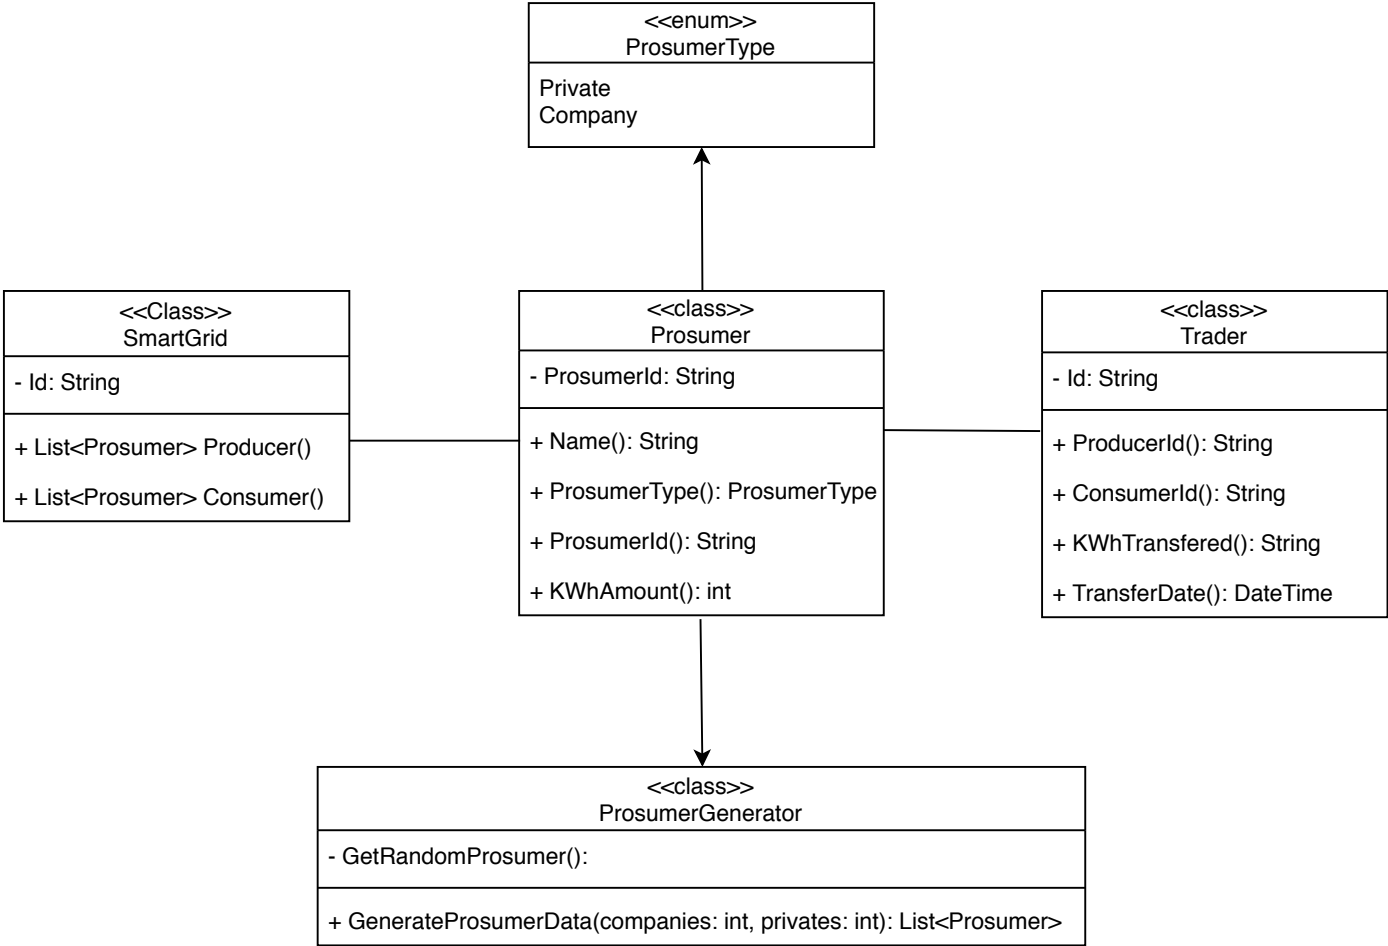 <<enum>>
ProsumerType
Private
Company
<<Class>>
SmartGrid
- Id: String
+ List<Prosumer> Producer()
+ List<Prosumer> Consumer()
<<class>>
Prosumer
- ProsumerId: String
+ Name(): String
+ ProsumerType(): ProsumerType
+ ProsumerId(): String
+ KWhAmount(): int
<<class>>
Trader
- Id: String
+ ProducerId(): String
+ ConsumerId(): String
+ KWhTransfered(): String
+ TransferDate(): DateTime
<<class>>
ProsumerGenerator
- GetRandomProsumer():
+ GenerateProsumerData(companies: int, privates: int): List<Prosumer>